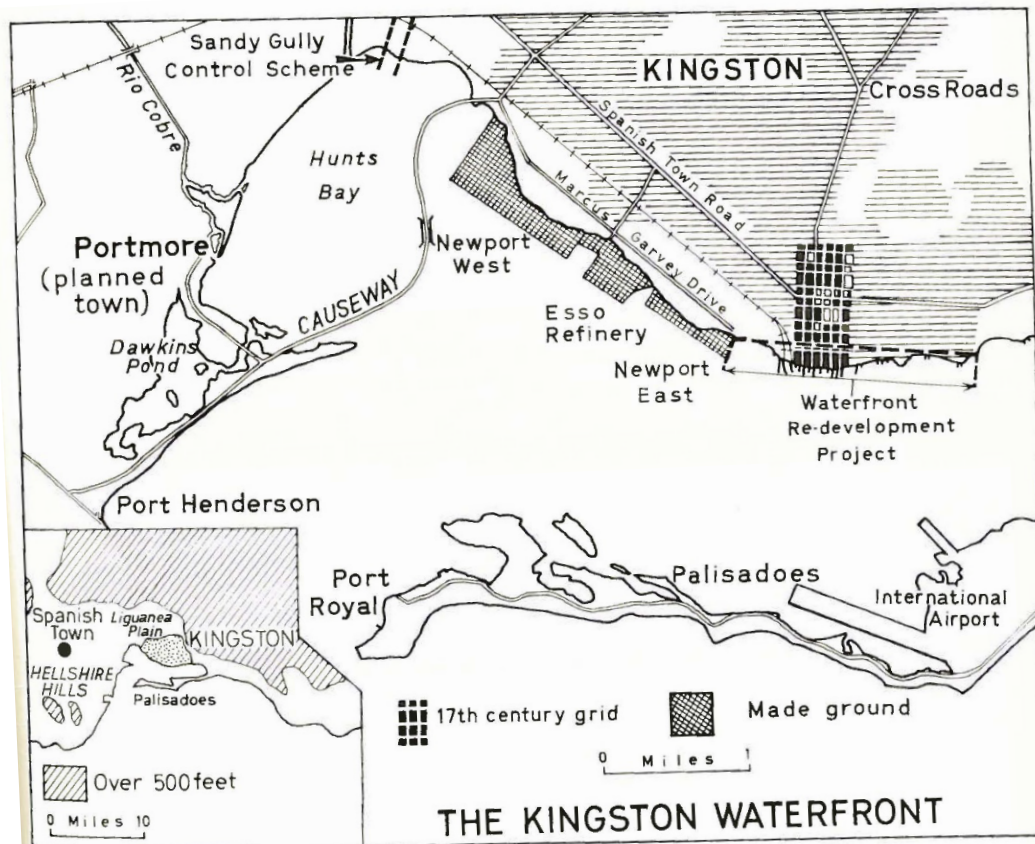 Sandy Gully
Control Scheme
KINGSTON
Cross Roads
Rio Cobre
Hunts
Bay
Spanish Town Road
Marcus Garvey Drive
Portmore
(planned
town)
Newport
West
CAUSEWAY
Esso
Refinery
Dawkins
Pond
Newport
East
Waterfront
Re-development
Project
Port Henderson
Port
Royal
Palisadoes
International
Airport
Spanish
Town
Liguanea
Plain
KINGSTON
HELLSHIRE
HILLS
Palisadoes
17th century grid
Made ground
0 Miles 1
Over 500 feet
0 Miles 10
THE KINGSTON WATERFRONT